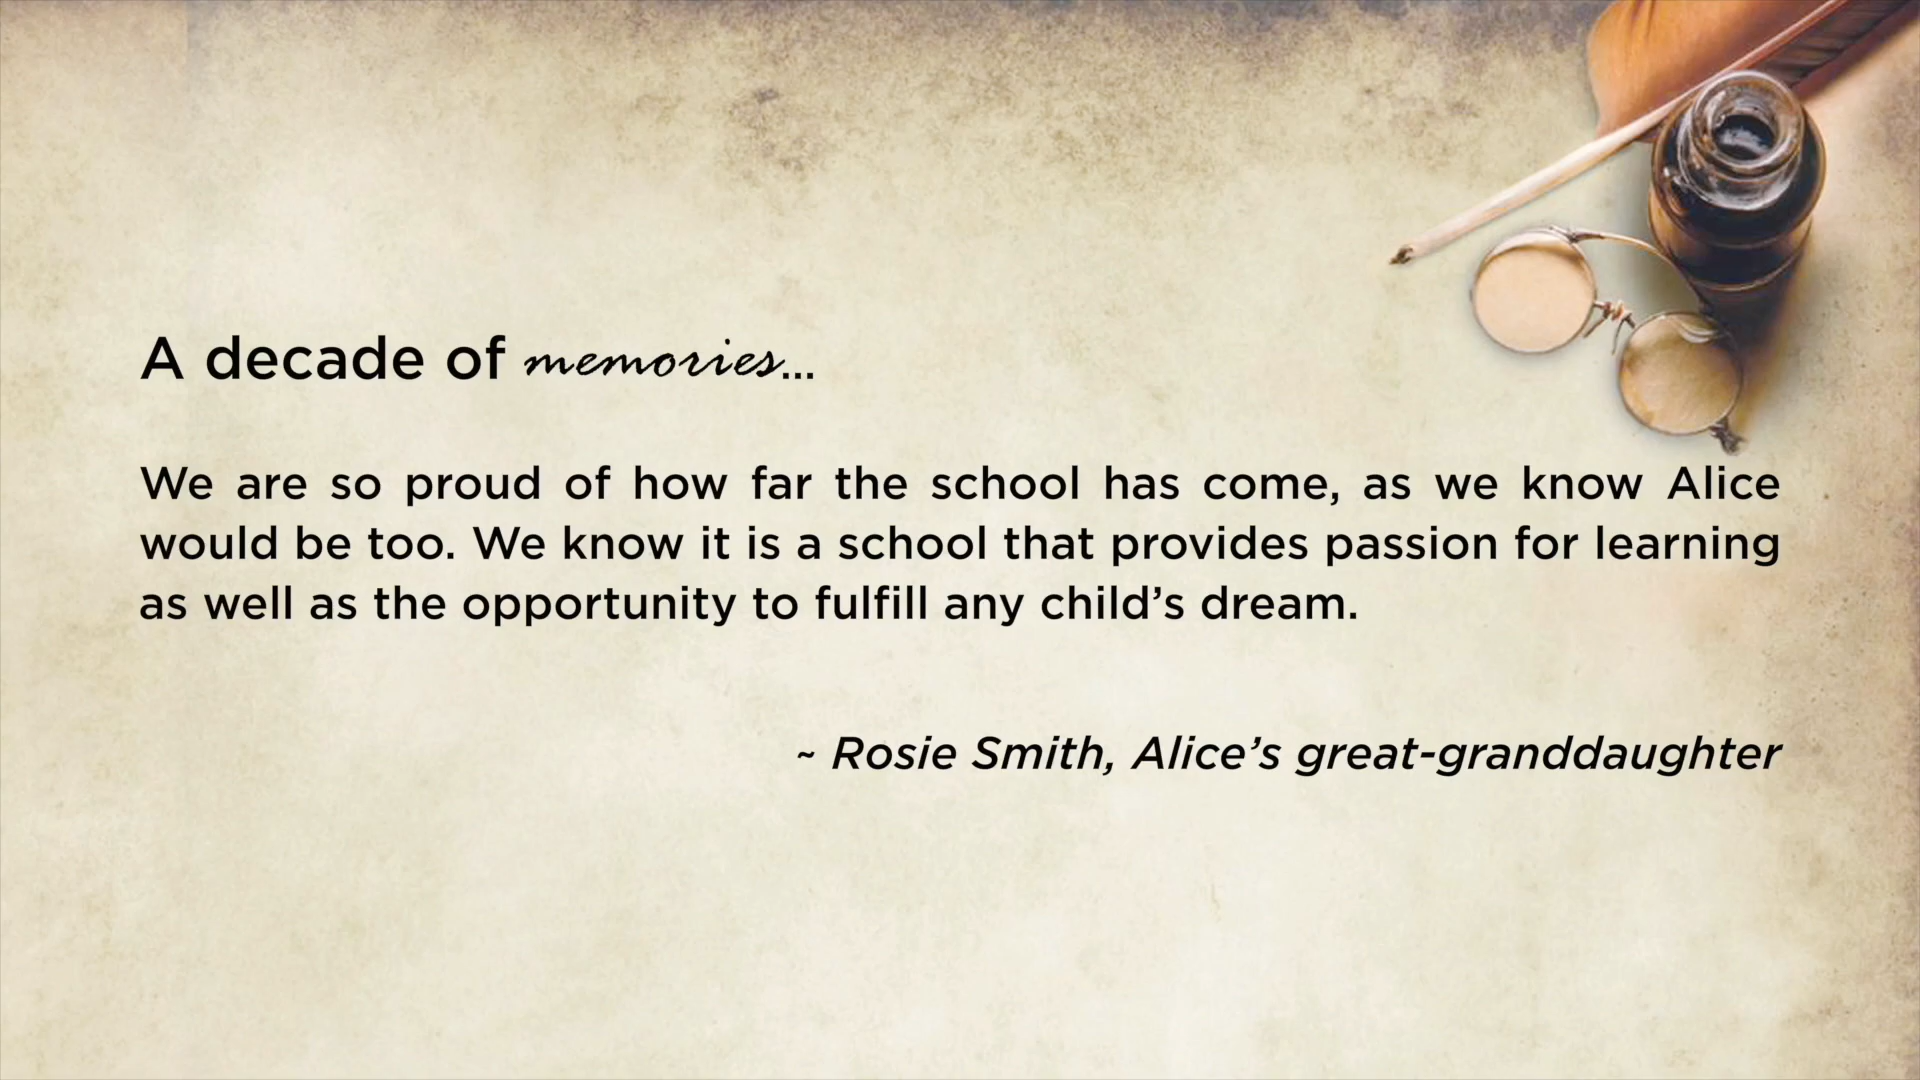 A decade of memories...
We are so proud of how far the school has come, as we know Alice
would be too. We know it is a school that provides passion for learning
as well as the opportunity to fulfill any child’s dream.
~ Rosie Smith, Alice’s great-granddaughter